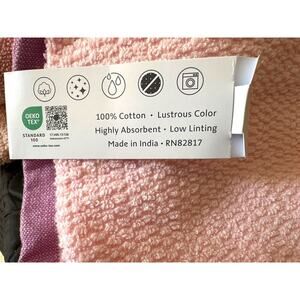 OEKO
TEX®
STANDARD
100
100% Cotton • Lustrous Color
Highly Absorbent • Low Linting
Made in India • RN82817